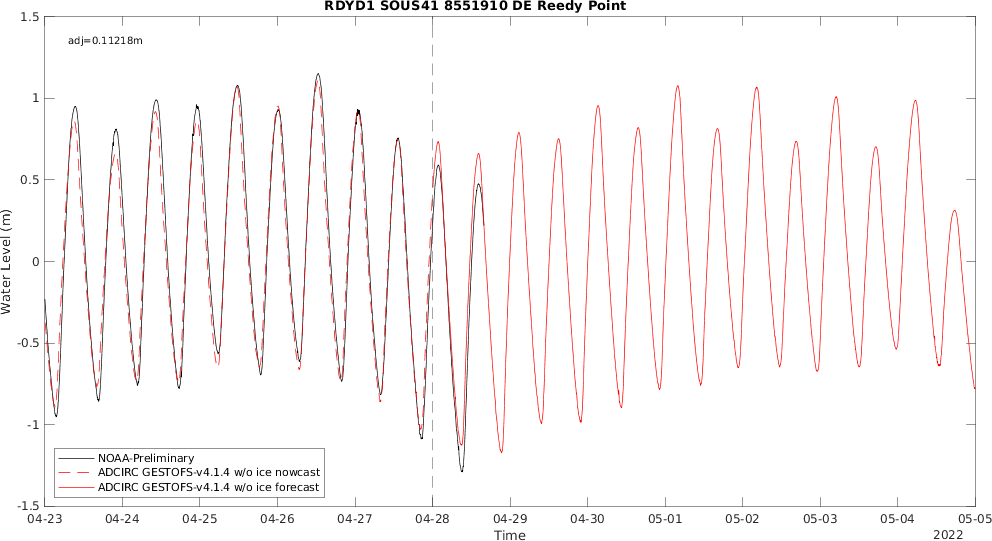 RDYD1 SOUS41 8551910 DE Reedy Point
adj=0.11218m
1.5
1
0.5
0
-0.5
-1
-1.5
Water Level (m)
NOAA-Preliminary
ADCIRC GESTOFS-v4.1.4 w/o ice nowcast
ADCIRC GESTOFS-v4.1.4 w/o ice forecast
04-23 04-24 04-25 04-26 04-27 04-28 04-29 04-30 05-01 05-02 05-03 05-04 05-05
Time
2022